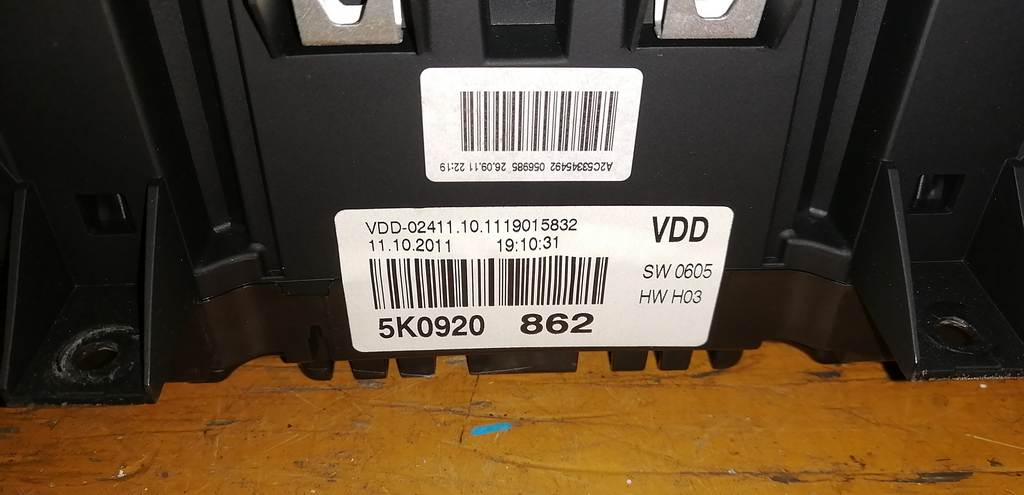 A2C53345492 056985 26.09.11 22:19
VDD-02411.10.1119015832
11.10.2011 19:10:31
VDD
SW 0605
HW H03
5K0920 862